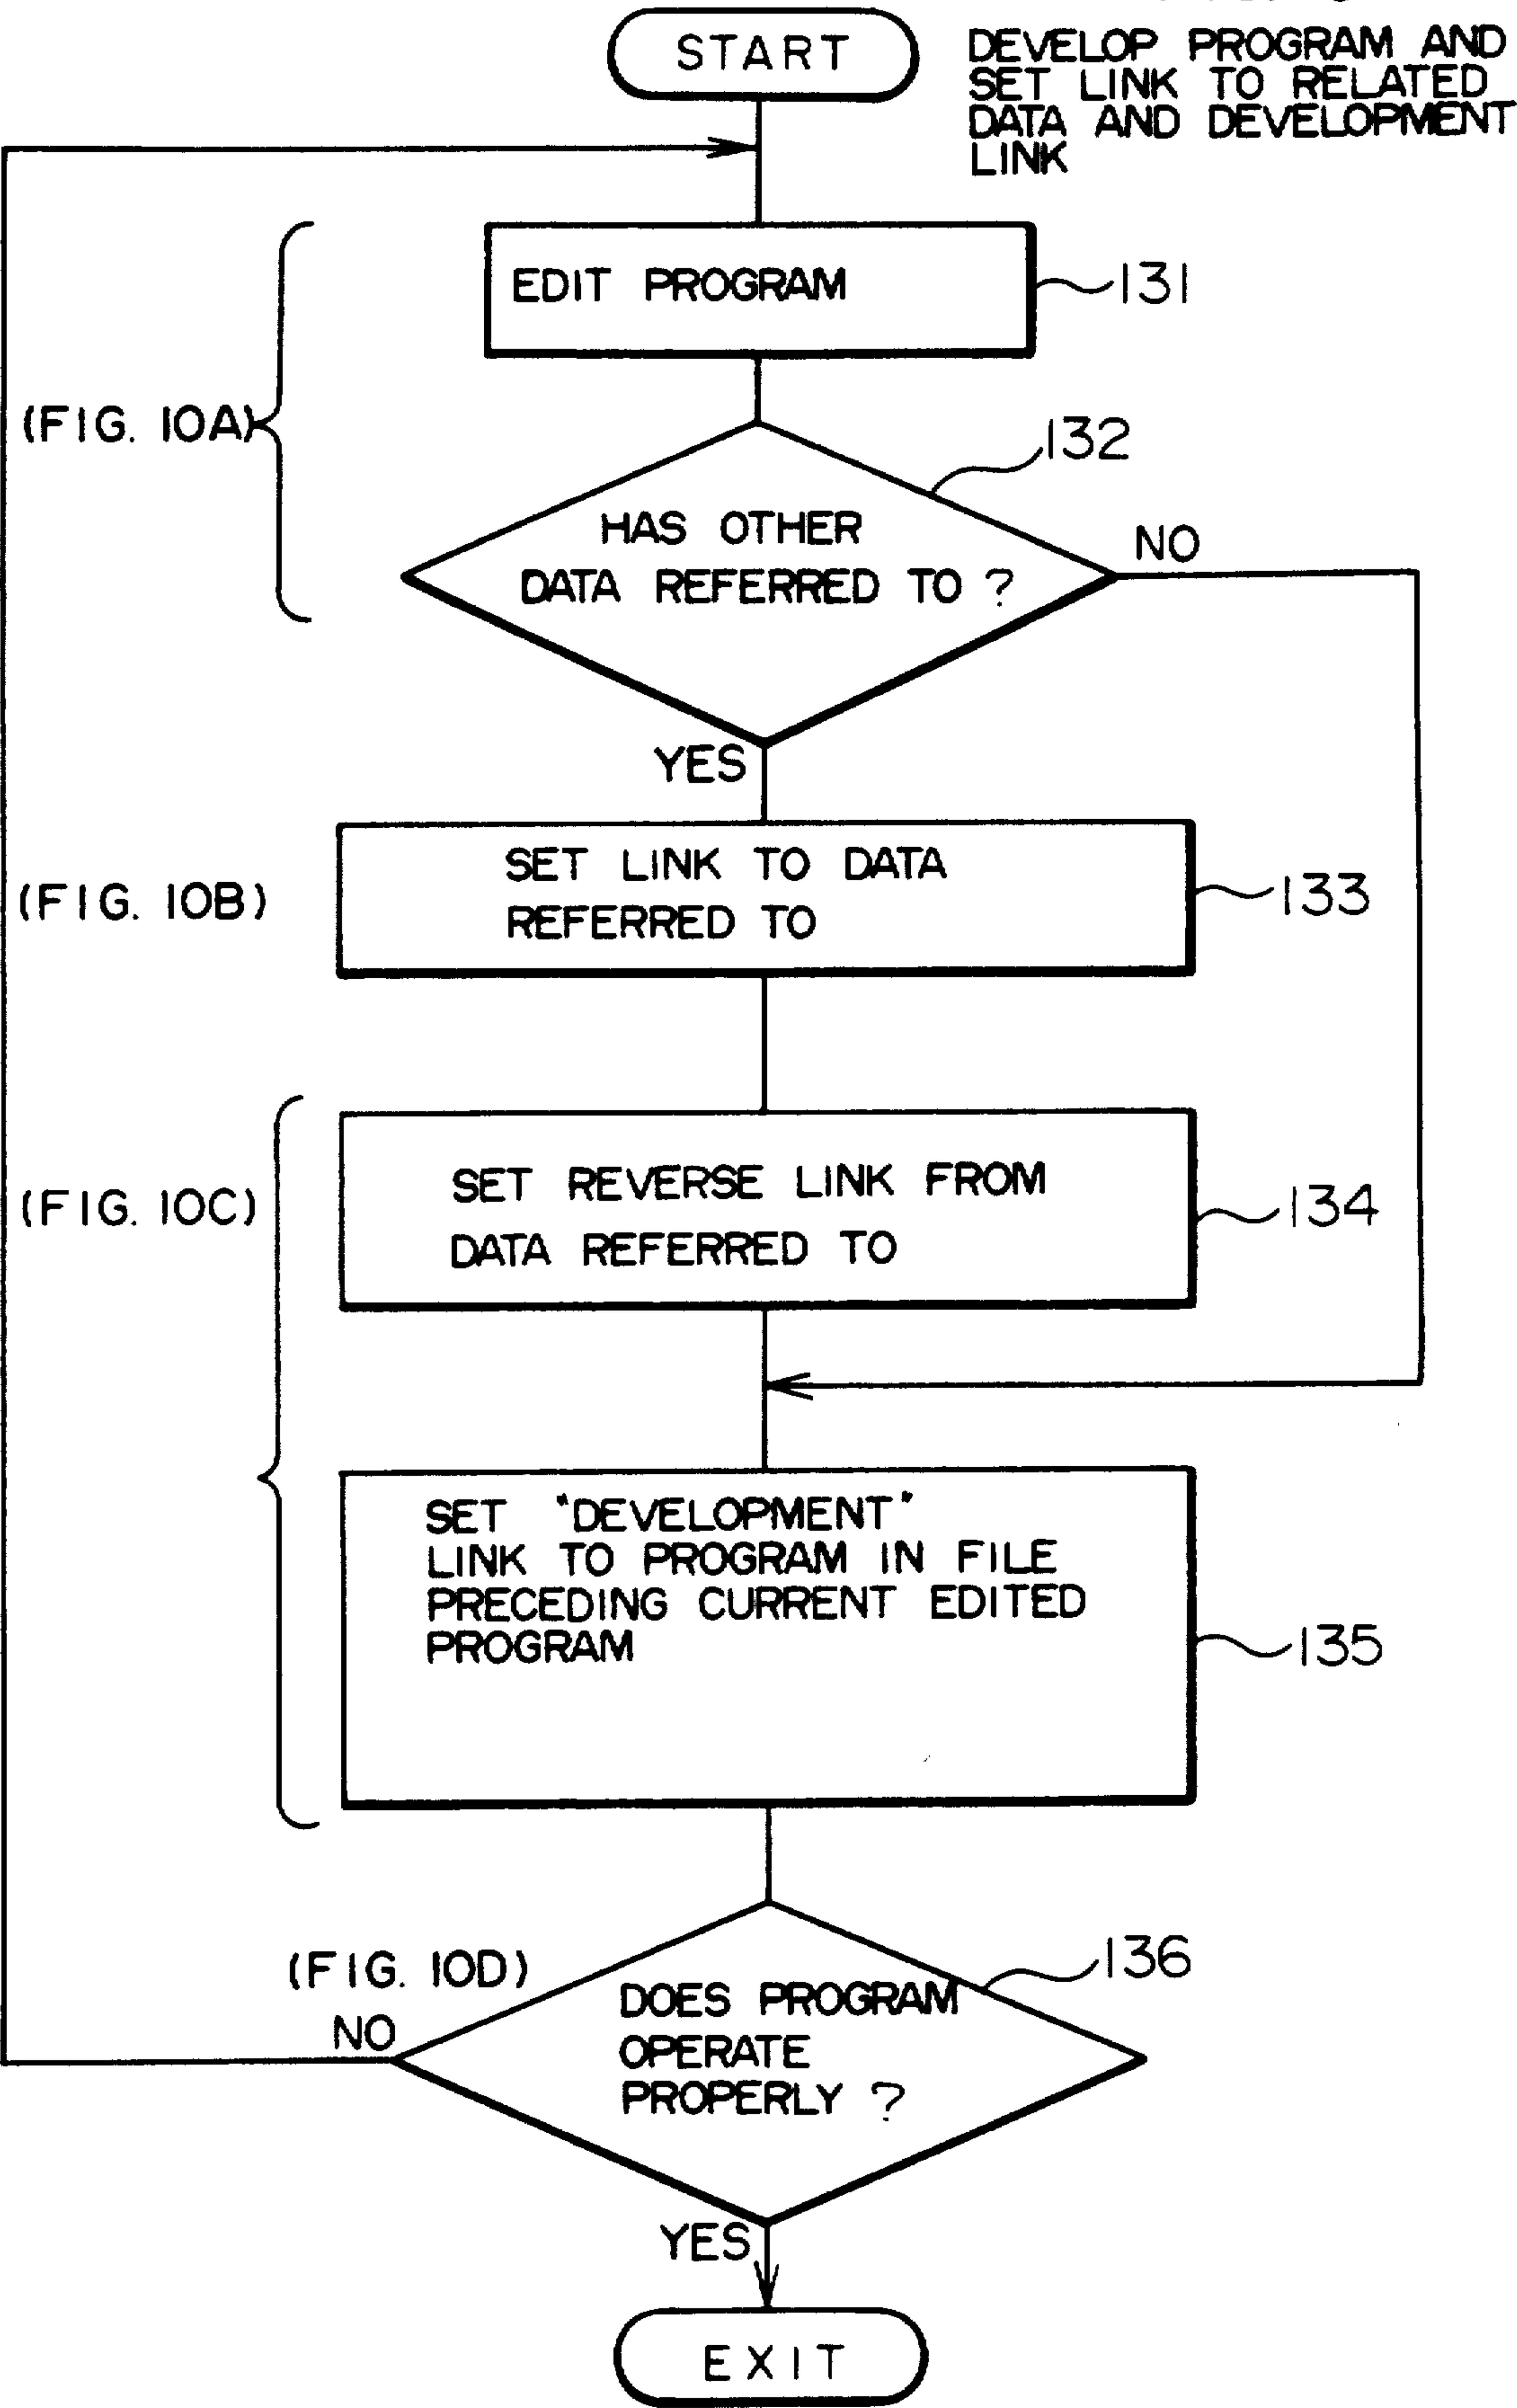 START
DEVELOP PROGRAM AND
SET LINK TO RELATED
DATA AND DEVELOPMENT
LINK
EDIT PROGRAM
131
(FIG. 10A)
132
HAS OTHER
DATA REFERRED TO ?
NO
YES
SET LINK TO DATA
REFERRED TO
133
(FIG. 10B)
SET REVERSE LINK FROM
DATA REFERRED TO
134
(FIG. 10C)
SET "DEVELOPMENT"
LINK TO PROGRAM IN FILE
PRECEDING CURRENT EDITED
PROGRAM
135
(FIG. 10D)
136
NO
DOES PROGRAM
OPERATE
PROPERLY ?
YES
EXIT